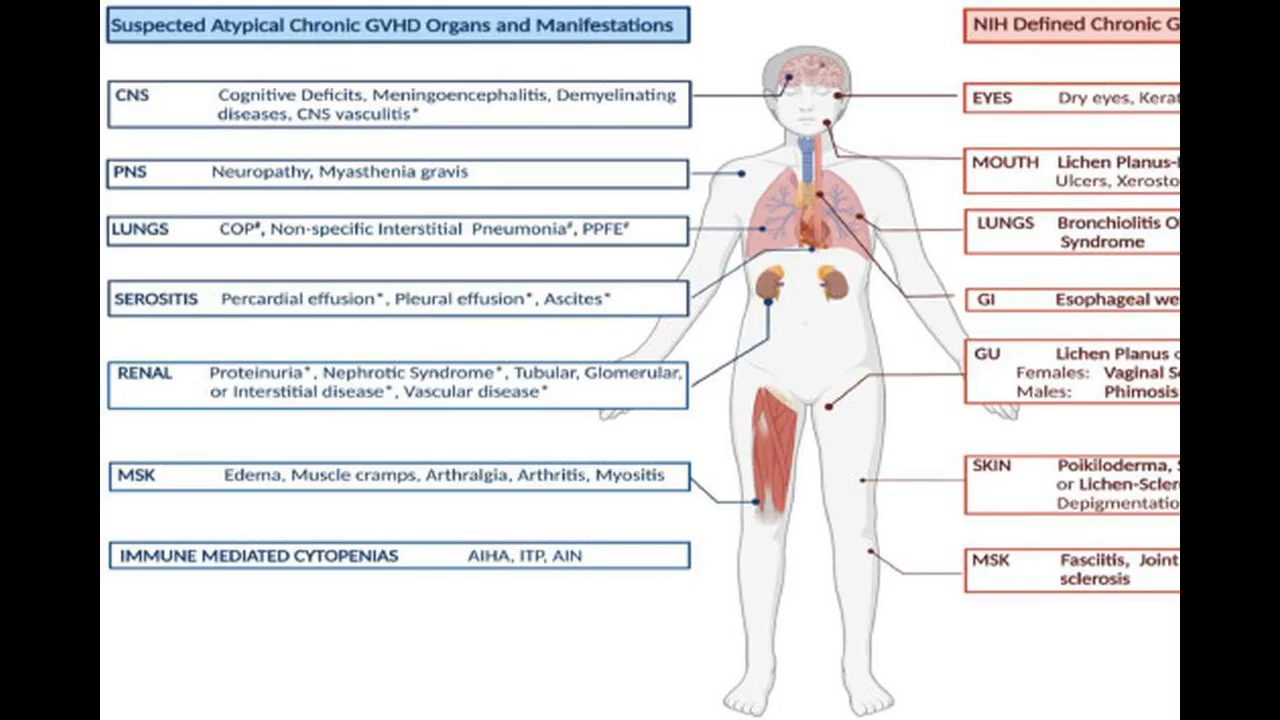 Suspected Atypical Chronic GVHD Organs and Manifestations
CNS Cognitive Deficits, Meningoencephalitis, Demyelinating
diseases, CNS vasculitis*
PNS Neuropathy, Myasthenia gravis
LUNGS COP#, Non-specific Interstitial Pneumonia#, PPFE#
SEROSITIS Percardial effusion*, Pleural effusion*, Ascites*
RENAL Proteinuria*, Nephrotic Syndrome*, Tubular, Glomerular,
or Interstitial disease*, Vascular disease*
MSK Edema, Muscle cramps, Arthralgia, Arthritis, Myositis
IMMUNE MEDIATED CYTOPENIAS AIHA, ITP, AIN
NIH Defined Chronic
EYES Dry eyes,
MOUTH Lichen
Ulcers,
LUNGS Bronchiolitis
Syndrome
GI Esophageal
GU Lichen Planus
Females: Vaginal
Males: Phimosis
SKIN Poikiloderma,
or
MSK Fasciitis, Joint
sclerosis